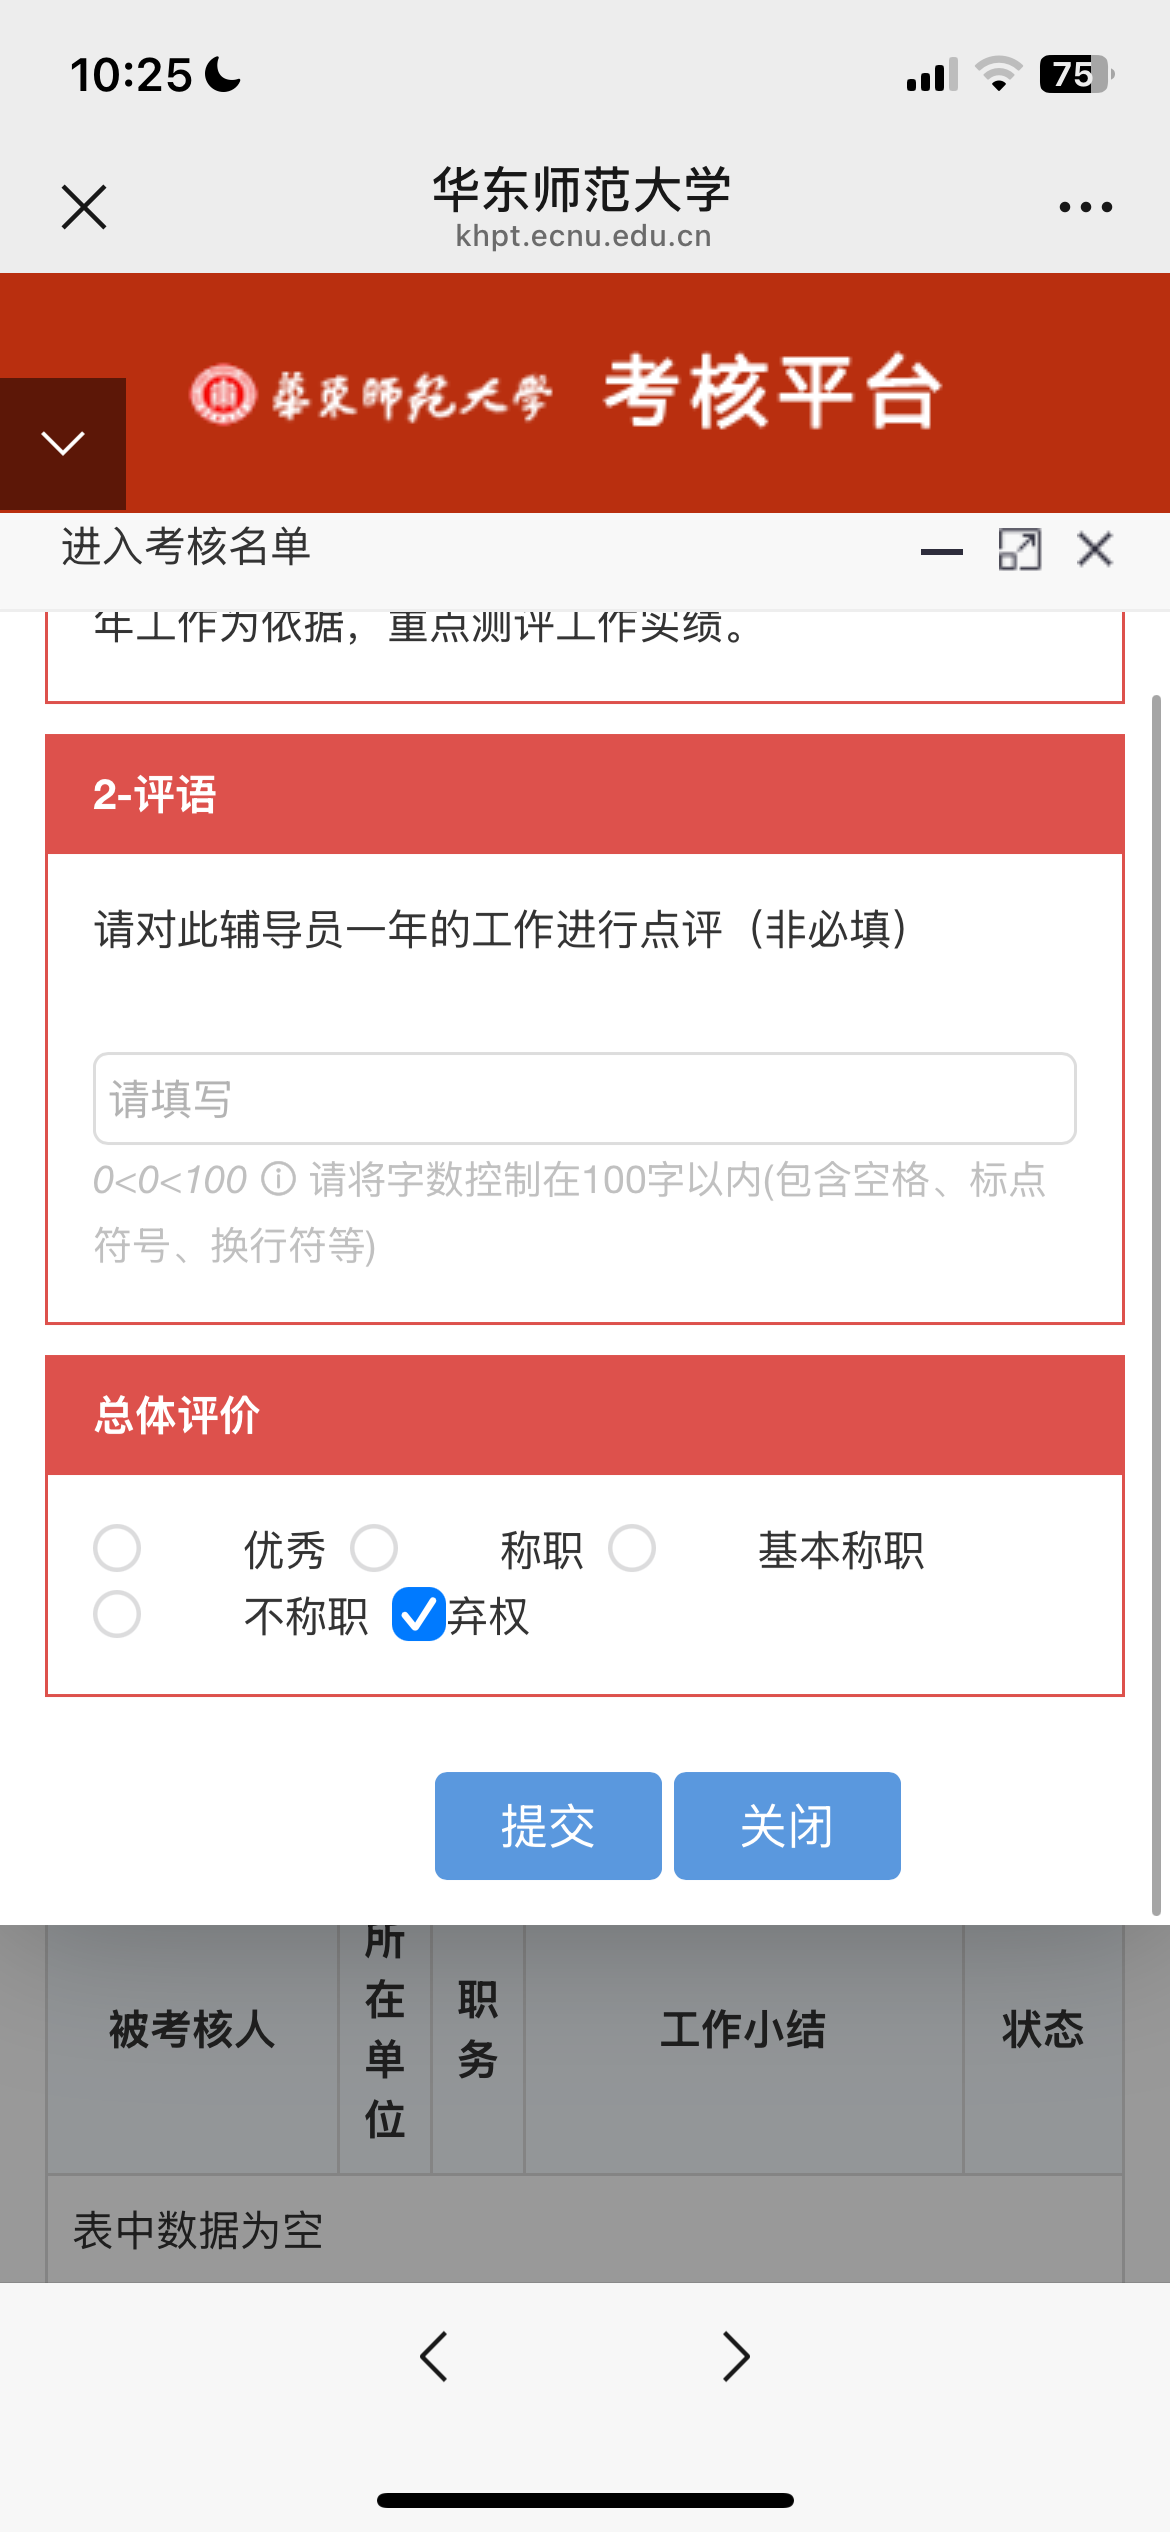 10:25
75
华东师范大学
khpt.ecnu.edu.cn
華東師範大學 考核平台
进入考核名单
年工作为依据，重点测评工作实绩。
2-评语
请对此辅导员一年的工作进行点评（非必填）
请填写
0<0<100 请将字数控制在100字以内(包含空格、标点
符号、换行符等)
总体评价
优秀 称职 基本称职
不称职 弃权
提交 关闭
被考核人 所在单位 职务 工作小结 状态
表中数据为空